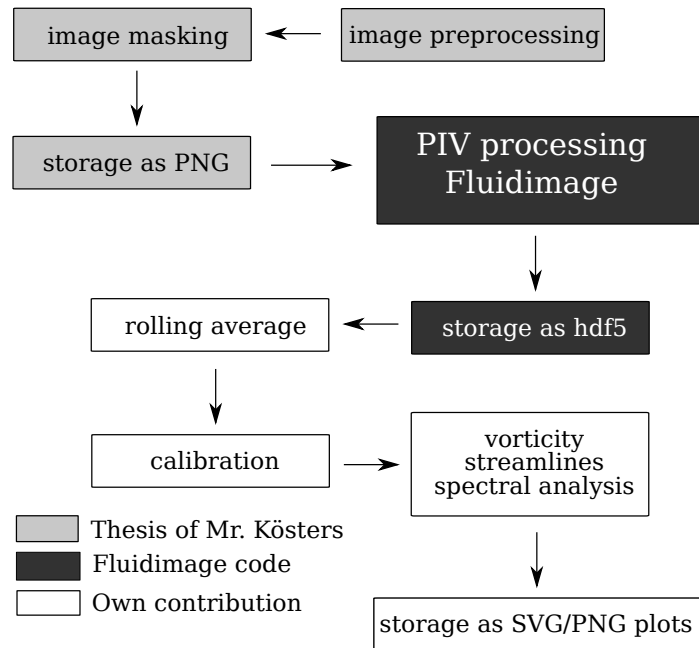 image masking
image preprocessing
storage as PNG
PIV processing
Fluidimage
rolling average
storage as hdf5
calibration
vorticity
streamlines
spectral analysis
Thesis of Mr. Kösters
Fluidimage code
Own contribution
storage as SVG/PNG plots